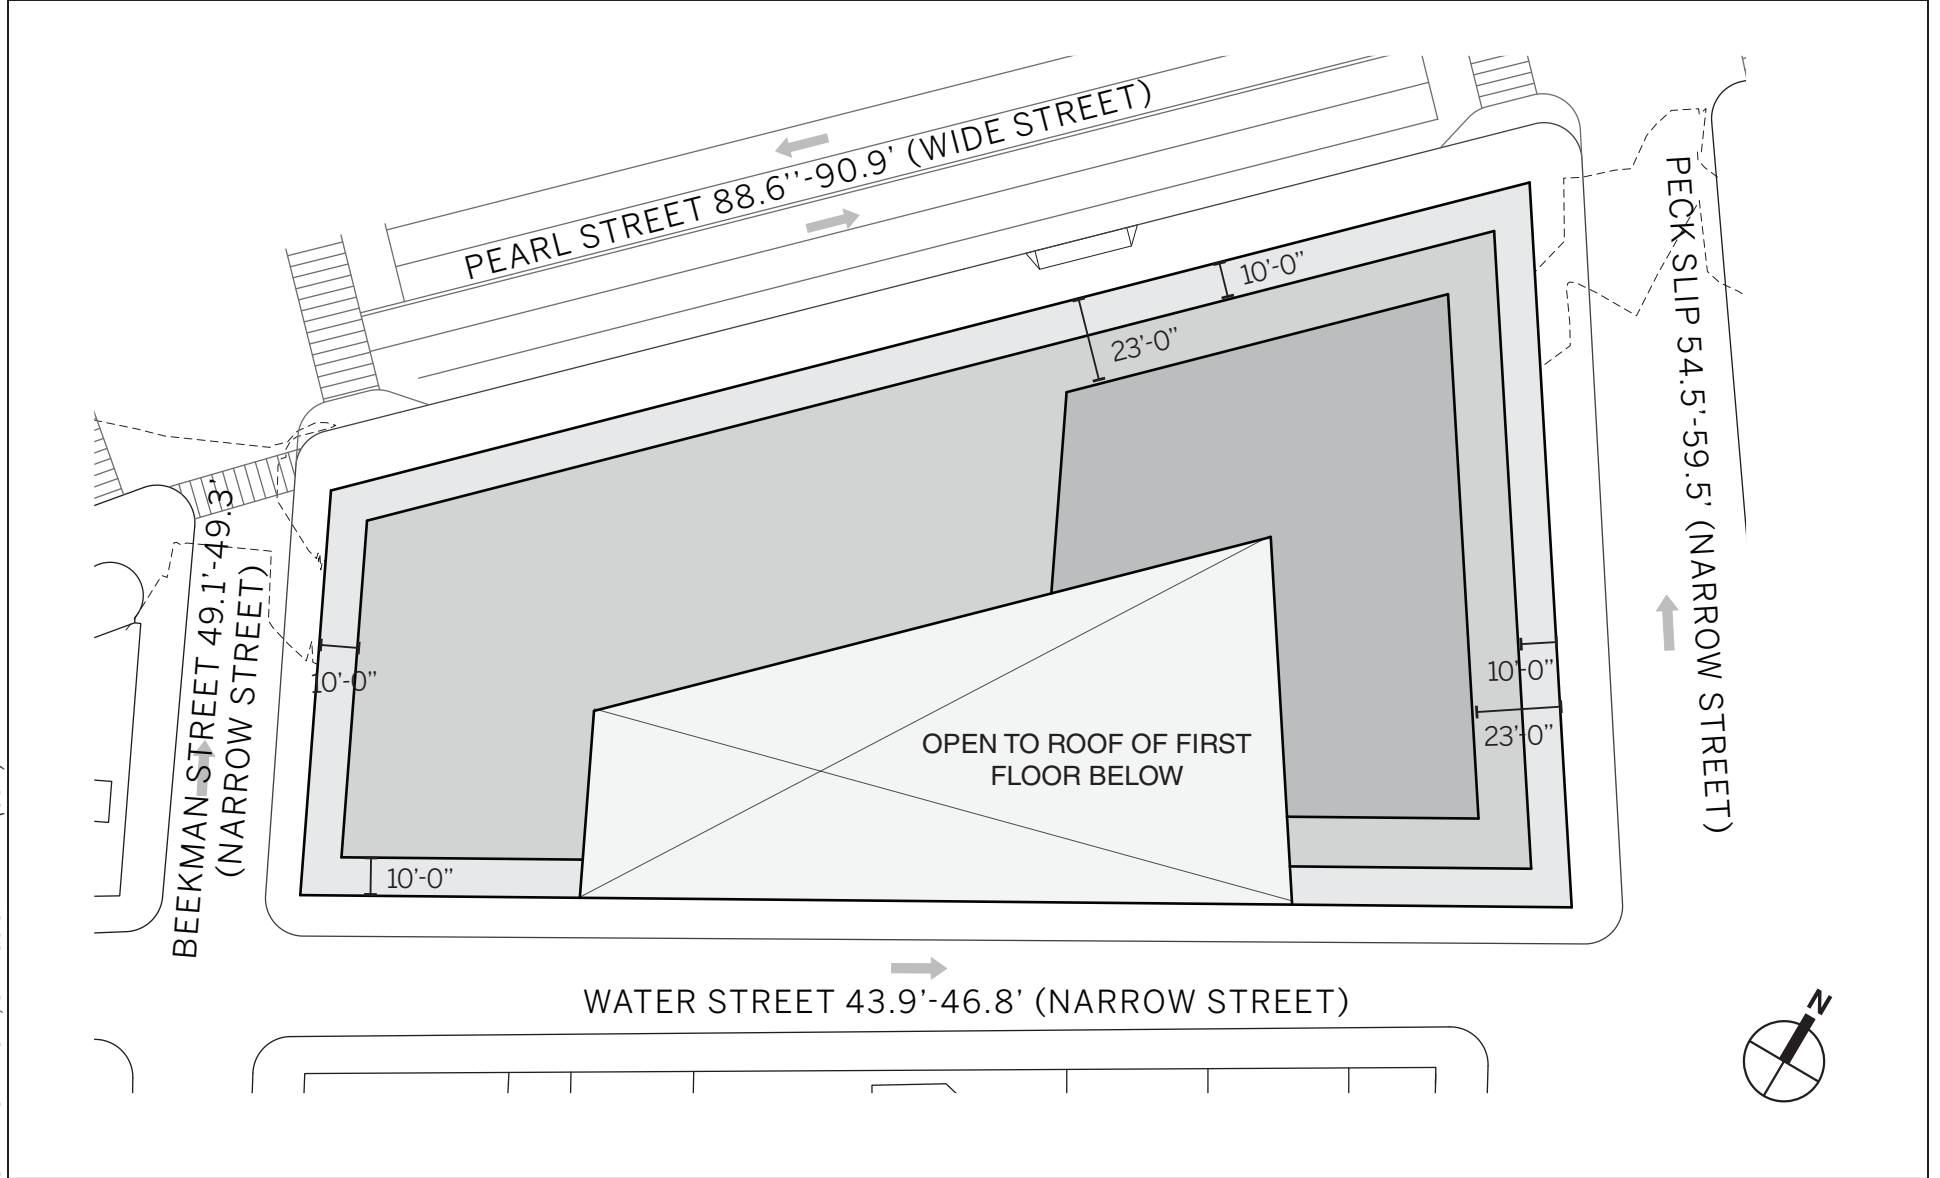 PEARL STREET 88.6''-90.9' (WIDE STREET)
10'-0”
23'-0”
PECK SLIP 54.5'-59.5' (NARROW STREET)
BEEKMAN STREET 49.1'-49.3'
(NARROW STREET)
10'-0”
10'-0”
23'-0”
OPEN TO ROOF OF FIRST
FLOOR BELOW
10'-0”
WATER STREET 43.9'-46.8' (NARROW STREET)
N